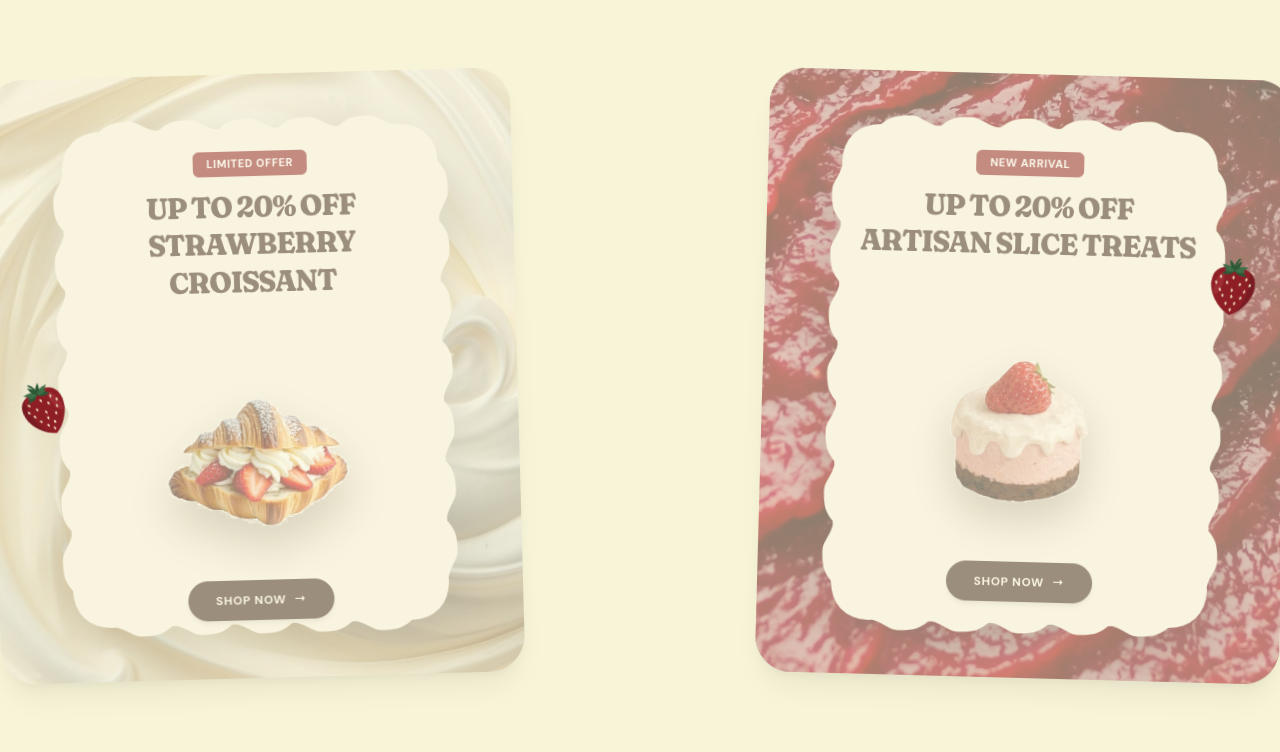 LIMITED OFFER
UP TO 20% OFF
STRAWBERRY
CROISSANT
SHOP NOW →
NEW ARRIVAL
UP TO 20% OFF
ARTISAN SLICE TREATS
SHOP NOW →